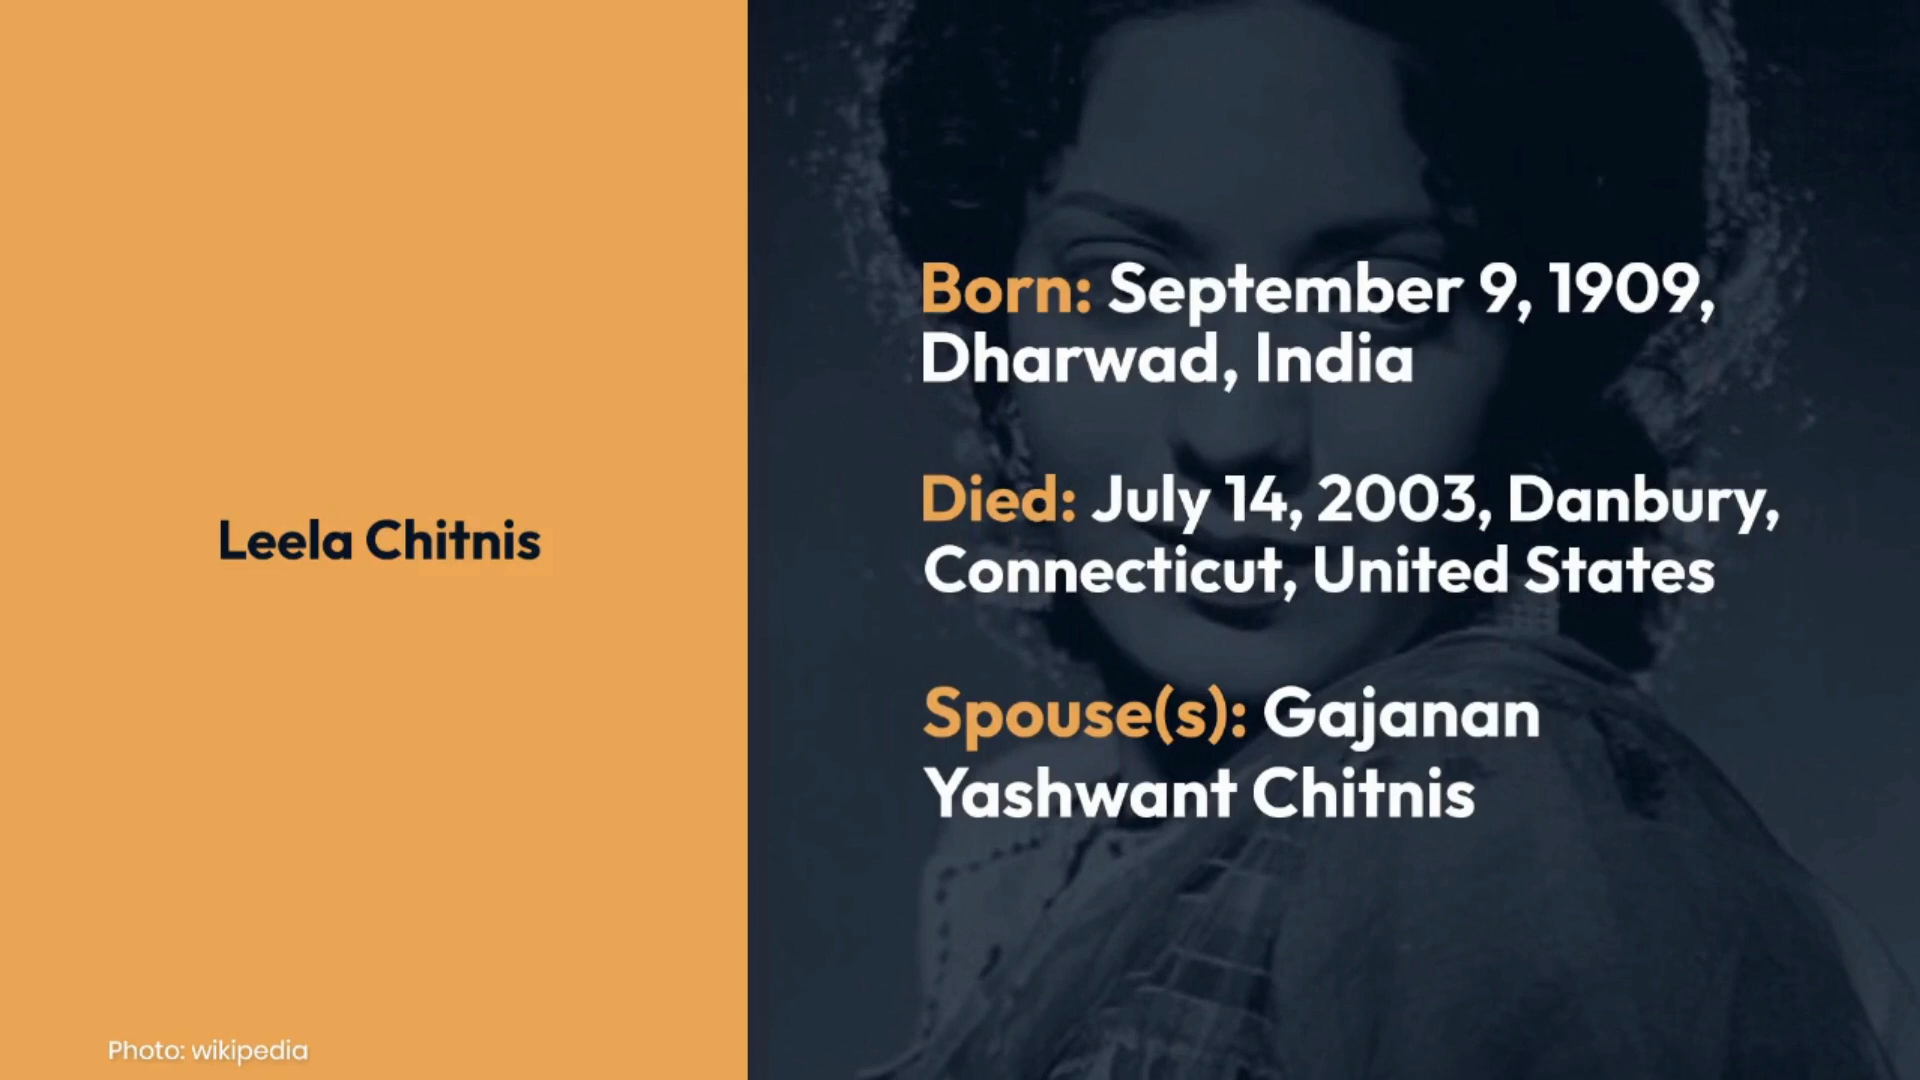 Leela Chitnis
Born: September 9, 1909,
Dharwad, India
Died: July 14, 2003, Danbury,
Connecticut, United States
Spouse(s): Gajanan
Yashwant Chitnis
Photo: wikipedia